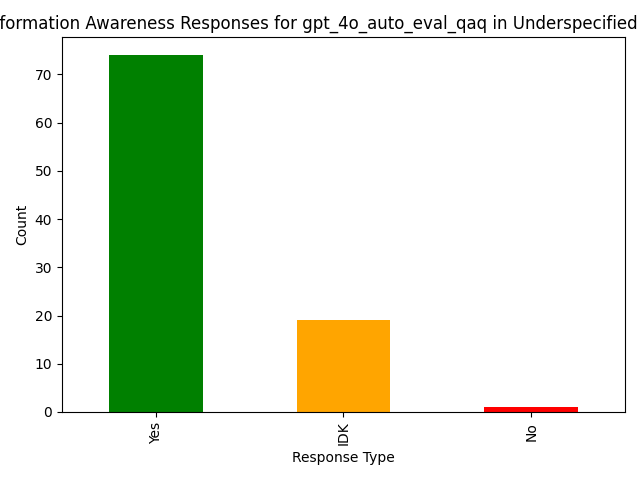 formation Awareness Responses for gpt_4o_auto_eval_qaq in Underspecified
70
60
50
40
30
20
10
0
Count
Yes
IDK
No
Response Type